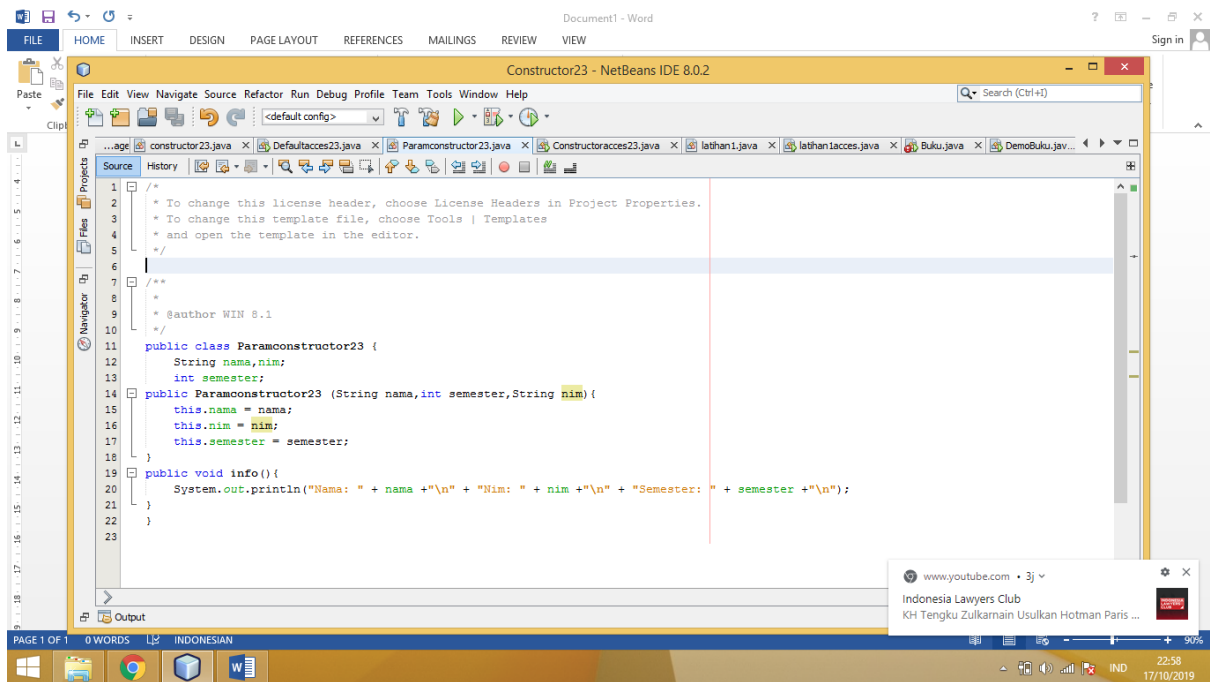 Document1 - Word
FILE HOME INSERT DESIGN PAGE LAYOUT REFERENCES MAILINGS REVIEW VIEW Sign in
Paste
Clip
Constructor23 - NetBeans IDE 8.0.2
File Edit View Navigate Source Refactor Run Debug Profile Team Tools Window Help Search (Ctrl+I)
<default config>
...age constructor23.java Defaultacces23.java Paramconstructor23.java Constructoracces23.java latihan1.java latihan1acces.java Buku.java DemoBuku.jav...
Source History
Projects
Files
Navigator
1 /*
2 * To change this license header, choose License Headers in Project Properties.
3 * To change this template file, choose Tools | Templates
4 * and open the template in the editor.
5 */
6
7 /**
8 *
9 * @author WIN 8.1
10 */
11 public class Paramconstructor23 {
12 String nama,nim;
13 int semester;
14 public Paramconstructor23 (String nama,int semester,String nim){
15 this.nama = nama;
16 this.nim = nim;
17 this.semester = semester;
18 }
19 public void info(){
20 System.out.println("Nama: " + nama +"\n" + "Nim: " + nim +"\n" + "Semester: " + semester +"\n");
21 }
22 }
23
www.youtube.com • 3j
Indonesia Lawyers Club
KH Tengku Zulkarnain Usulkan Hotman Paris ...
Output
PAGE 1 OF 1 0 WORDS INDONESIAN 90%
IND 22:58
17/10/2019